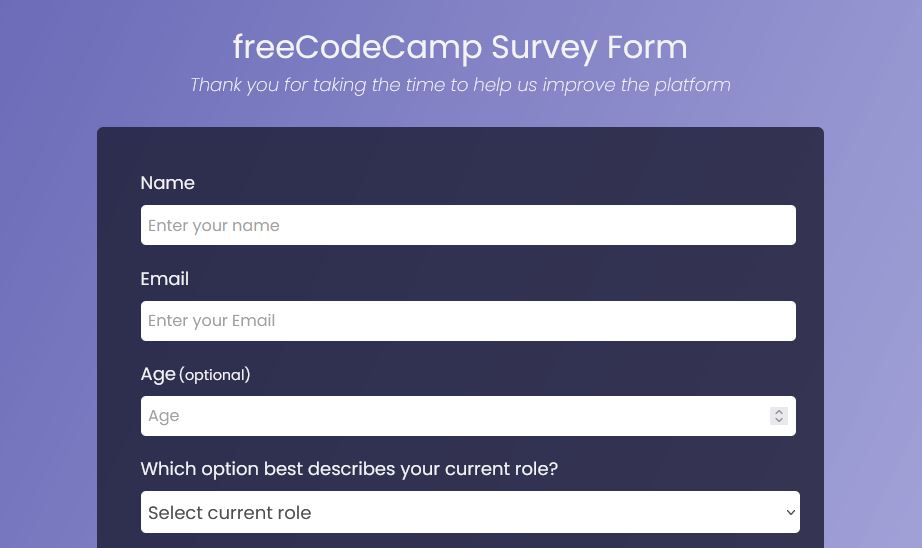 freeCodeCamp Survey Form
Thank you for taking the time to help us improve the platform
Name
Enter your name
Email
Enter your Email
Age (optional)
Age
Which option best describes your current role?
Select current role